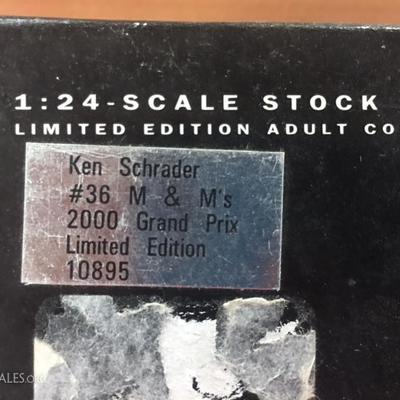 1:24-SCALE STOCK
LIMITED EDITION ADULT CO
Ken Schrader
#36 M & M's
2000 Grand Prix
Limited Edition
10895